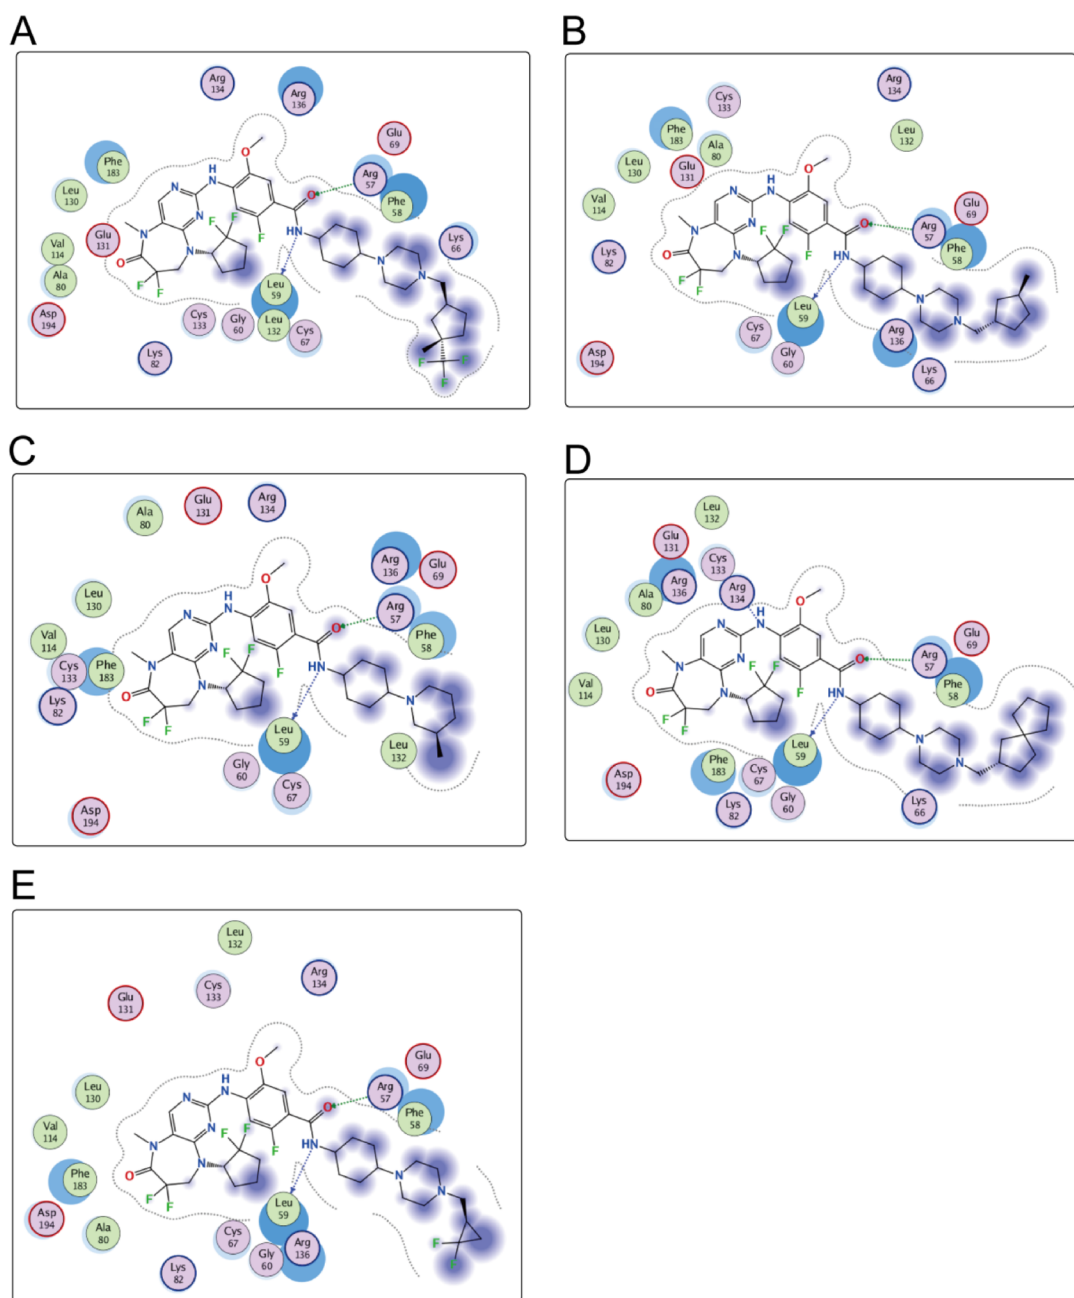 A
Arg
134
Arg
136
Glu
69
Phe
183
Arg
57
Leu
130
Phe
58
Val
114
Glu
131
Lys
66
Ala
80
Leu
59
Asp
194
Cys
133
Gly
60
Leu
132
Cys
67
Lys
82
O
H
N
N
O
N
F
F
N
F
HN
O
N
N
F
F
N
N
F
F
F
B
Arg
134
Cys
133
Phe
183
Ala
80
Leu
132
Leu
130
Glu
131
Val
114
Glu
69
Arg
57
Phe
58
Lys
82
Leu
59
Cys
67
Arg
136
Gly
60
Asp
194
Lys
66
O
H
N
N
O
N
F
F
N
F
NH
O
N
N
F
F
N
N
C
Glu
131
Arg
134
Ala
80
Arg
136
Glu
69
Leu
130
Arg
57
Val
114
Phe
58
Cys
133
Phe
183
Lys
82
Leu
59
Leu
132
Gly
60
Cys
67
Asp
194
O
H
N
N
O
N
F
F
N
F
HN
O
N
N
F
F
N
D
Leu
132
Glu
131
Cys
133
Arg
136
Arg
134
Ala
80
Leu
130
Glu
69
Arg
57
Val
114
Phe
58
Leu
59
Phe
183
Cys
67
Asp
194
Lys
82
Gly
60
Lys
66
O
H
N
N
O
N
F
F
N
F
NH
O
N
N
F
F
N
N
E
Leu
132
Cys
133
Arg
134
Glu
131
Glu
69
Leu
130
Arg
57
Phe
58
Val
114
Phe
183
Leu
59
Asp
194
Ala
80
Cys
67
Gly
60
Arg
136
Lys
82
O
H
N
N
O
N
F
F
N
F
HN
O
N
N
F
F
N
N
F
F